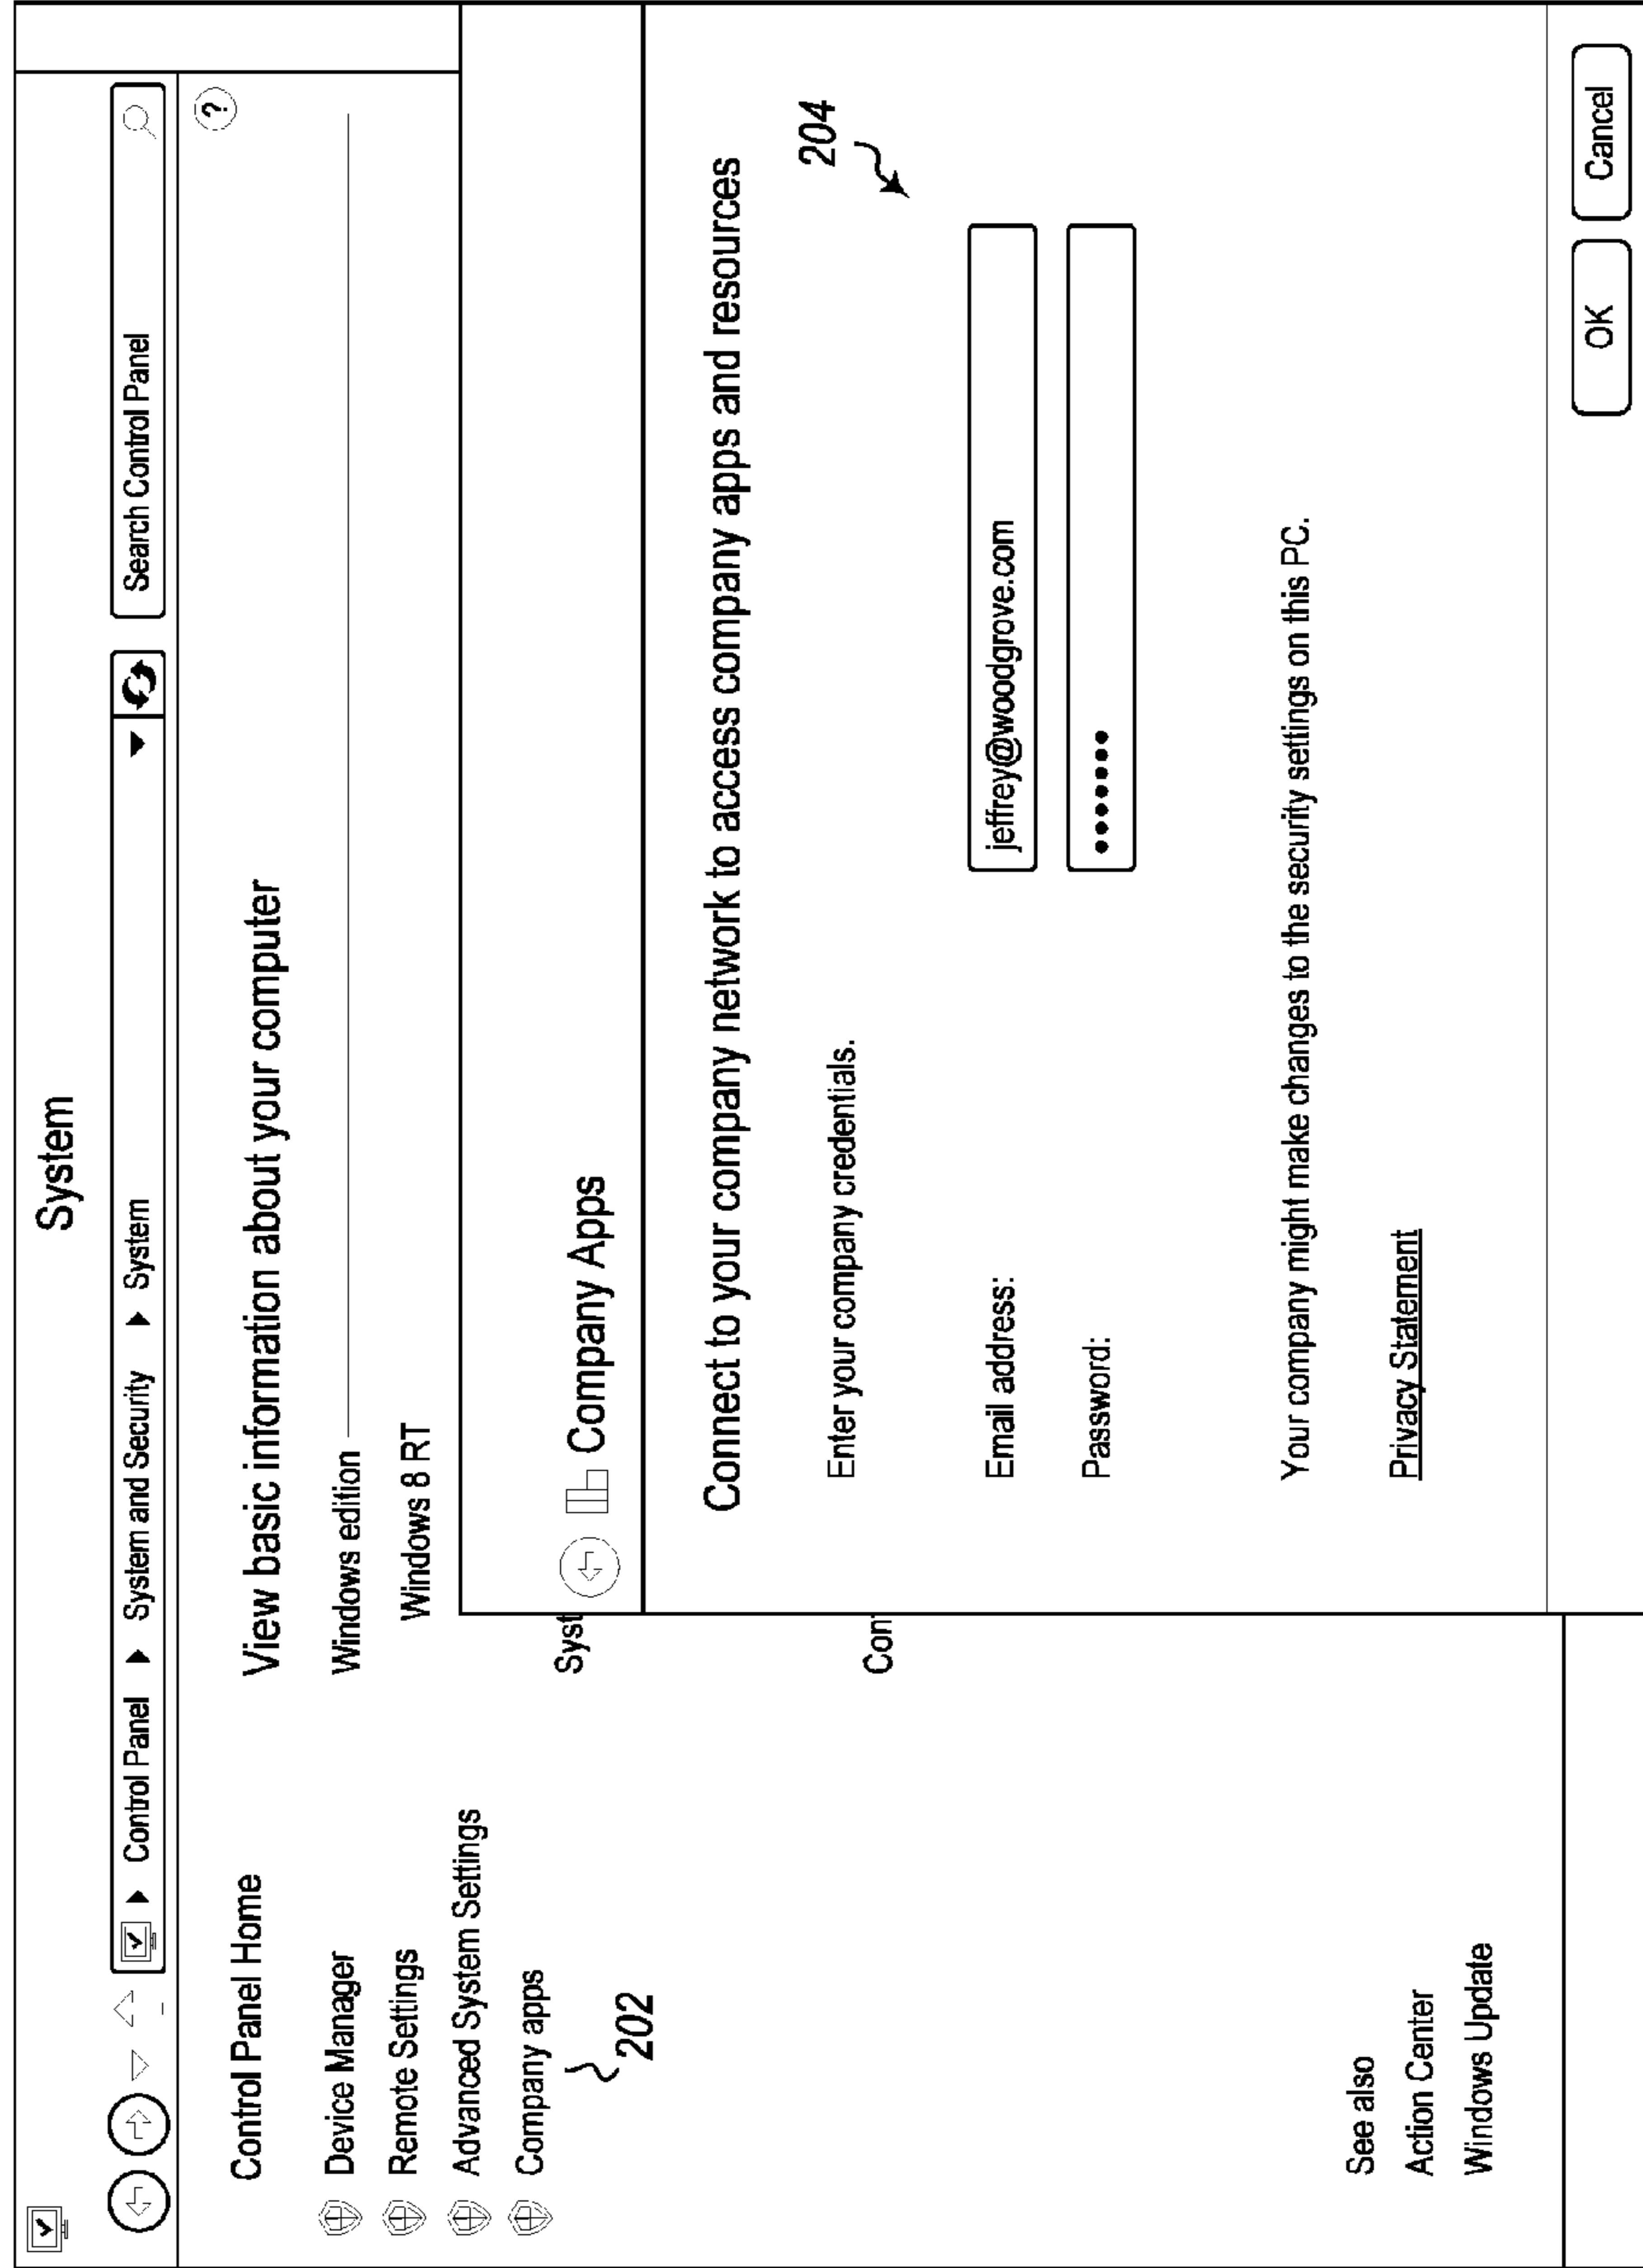 System
Control Panel System and Security System
Search Control Panel
?
Control Panel Home
Device Manager
Remote Settings
Advanced System Settings
Company apps
202
See also
Action Center
Windows Update
View basic information about your computer
Windows edition
Windows 8 RT
Syst
Con
Company Apps
Connect to your company network to access company apps and resources
204
Enter your company credentials.
Email address: jeffrey@woodgrove.com
Password: •••••••
Your company might make changes to the security settings on this PC.
Privacy Statement
OK Cancel